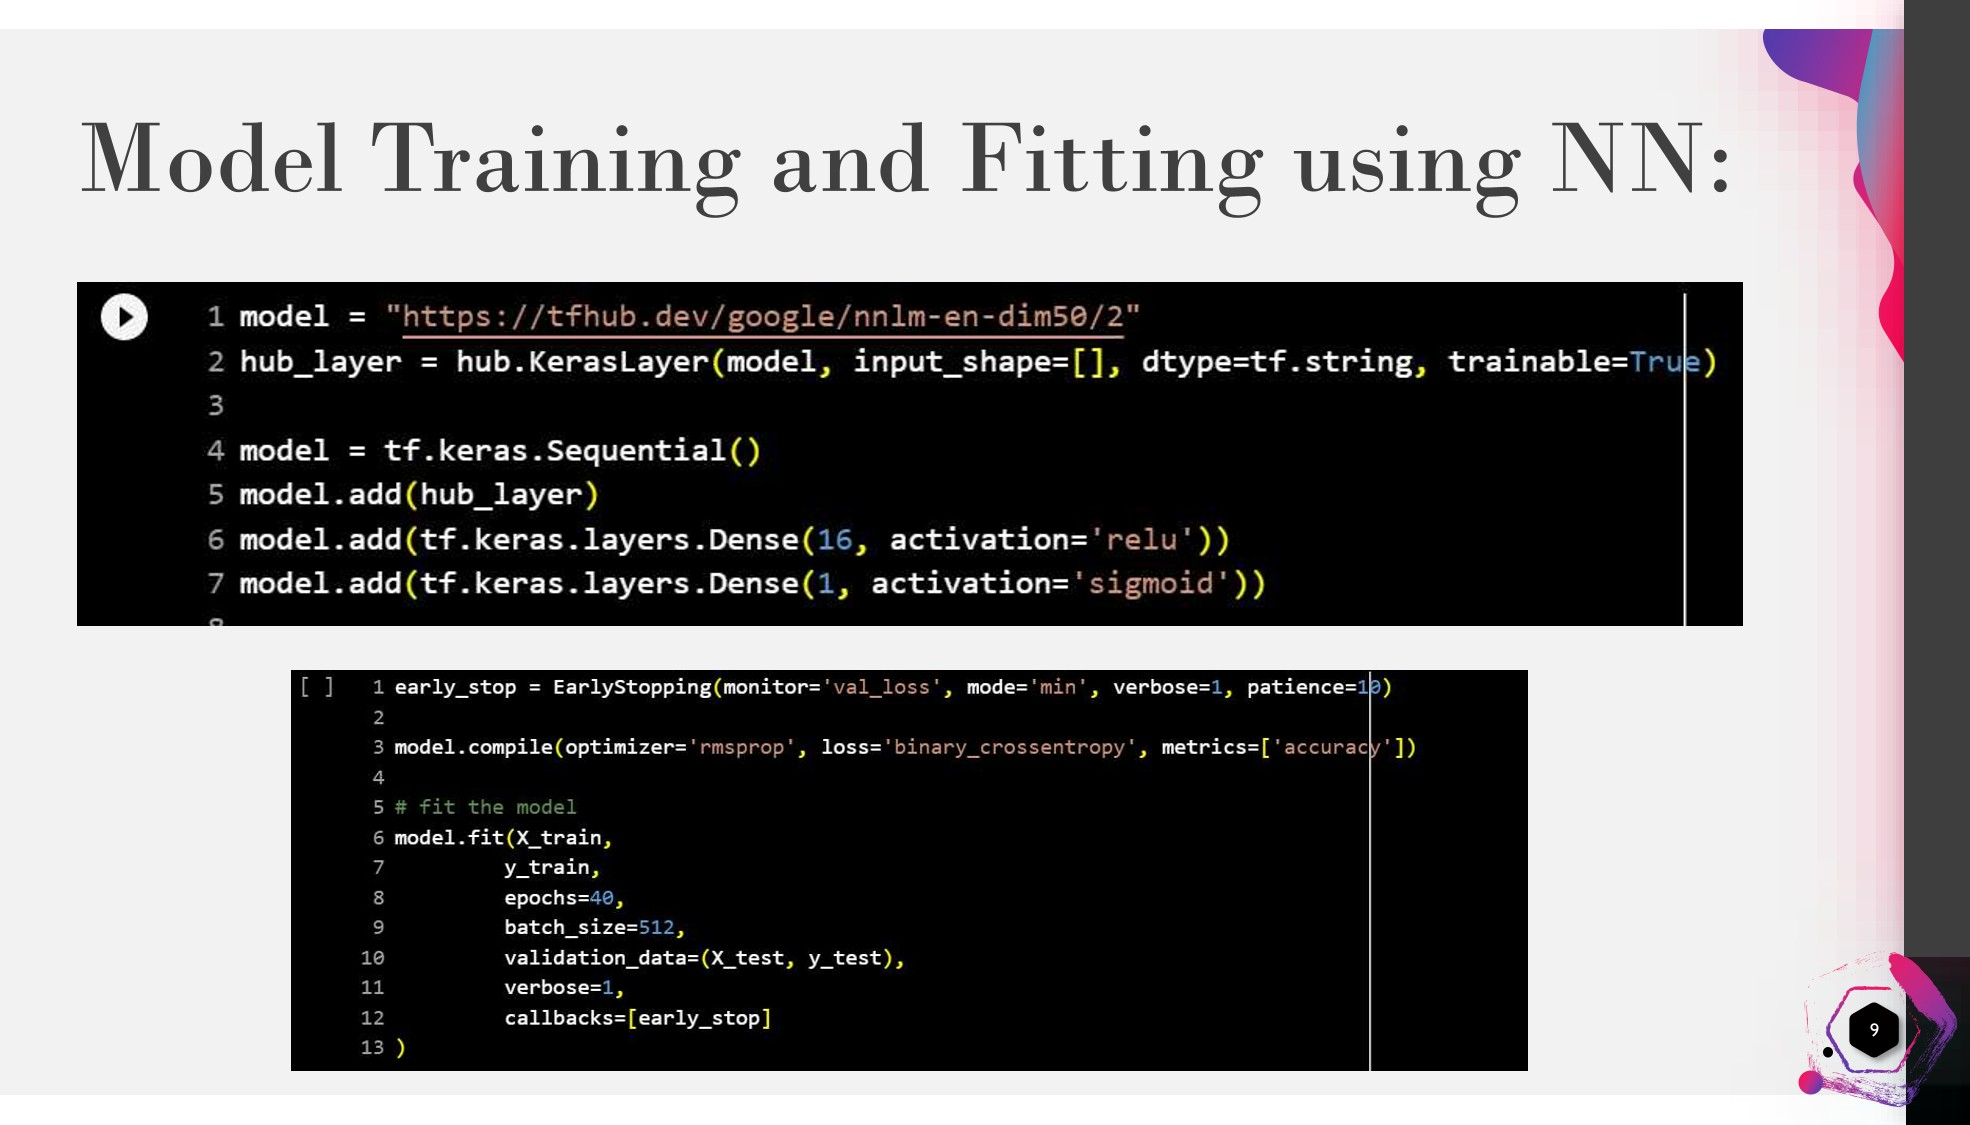 Model Training and Fitting using NN:
1 model = "https://tfhub.dev/google/nnlm-en-dim50/2"
2 hub_layer = hub.KerasLayer(model, input_shape=[], dtype=tf.string, trainable=True)
3
4 model = tf.keras.Sequential()
5 model.add(hub_layer)
6 model.add(tf.keras.layers.Dense(16, activation='relu'))
7 model.add(tf.keras.layers.Dense(1, activation='sigmoid'))
8
[ ] 1 early_stop = EarlyStopping(monitor='val_loss', mode='min', verbose=1, patience=10)
2
3 model.compile(optimizer='rmsprop', loss='binary_crossentropy', metrics=['accuracy'])
4
5 # fit the model
6 model.fit(X_train,
7 y_train,
8 epochs=40,
9 batch_size=512,
10 validation_data=(X_test, y_test),
11 verbose=1,
12 callbacks=[early_stop]
13 )
9